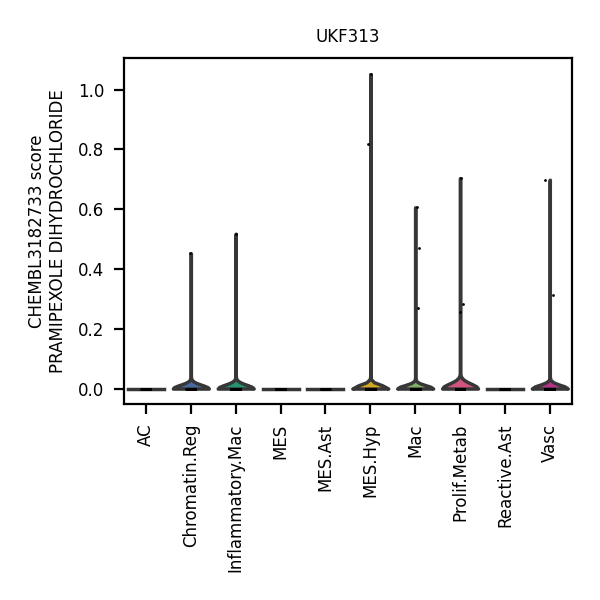 UKF313
CHEMBL3182733 score
PRAMIPEXOLE DIHYDROCHLORIDE
1.0
0.8
0.6
0.4
0.2
0.0
AC
Chromatin.Reg
Inflammatory.Mac
MES
MES.Ast
MES.Hyp
Mac
Prolif.Metab
Reactive.Ast
Vasc